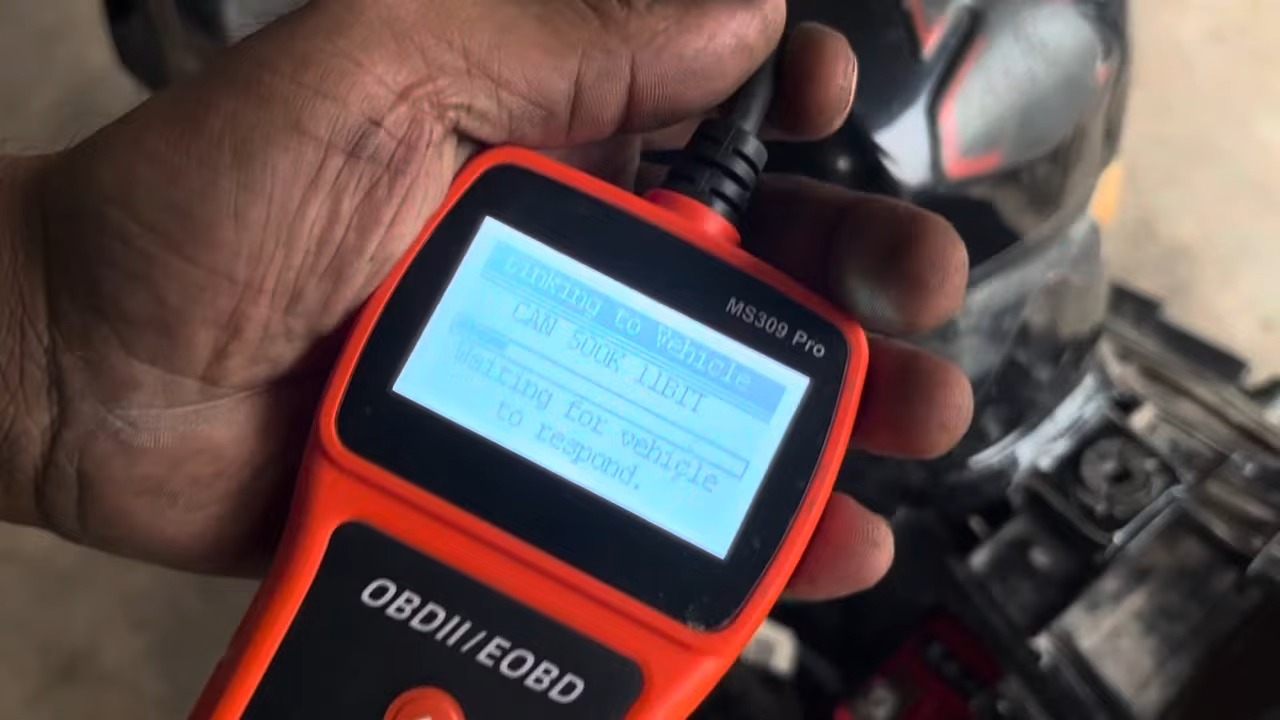 Linking to Vehicle
CAN 500K 11BIT
Waiting for vehicle
to respond.
MS309 Pro
OBDII/EOBD